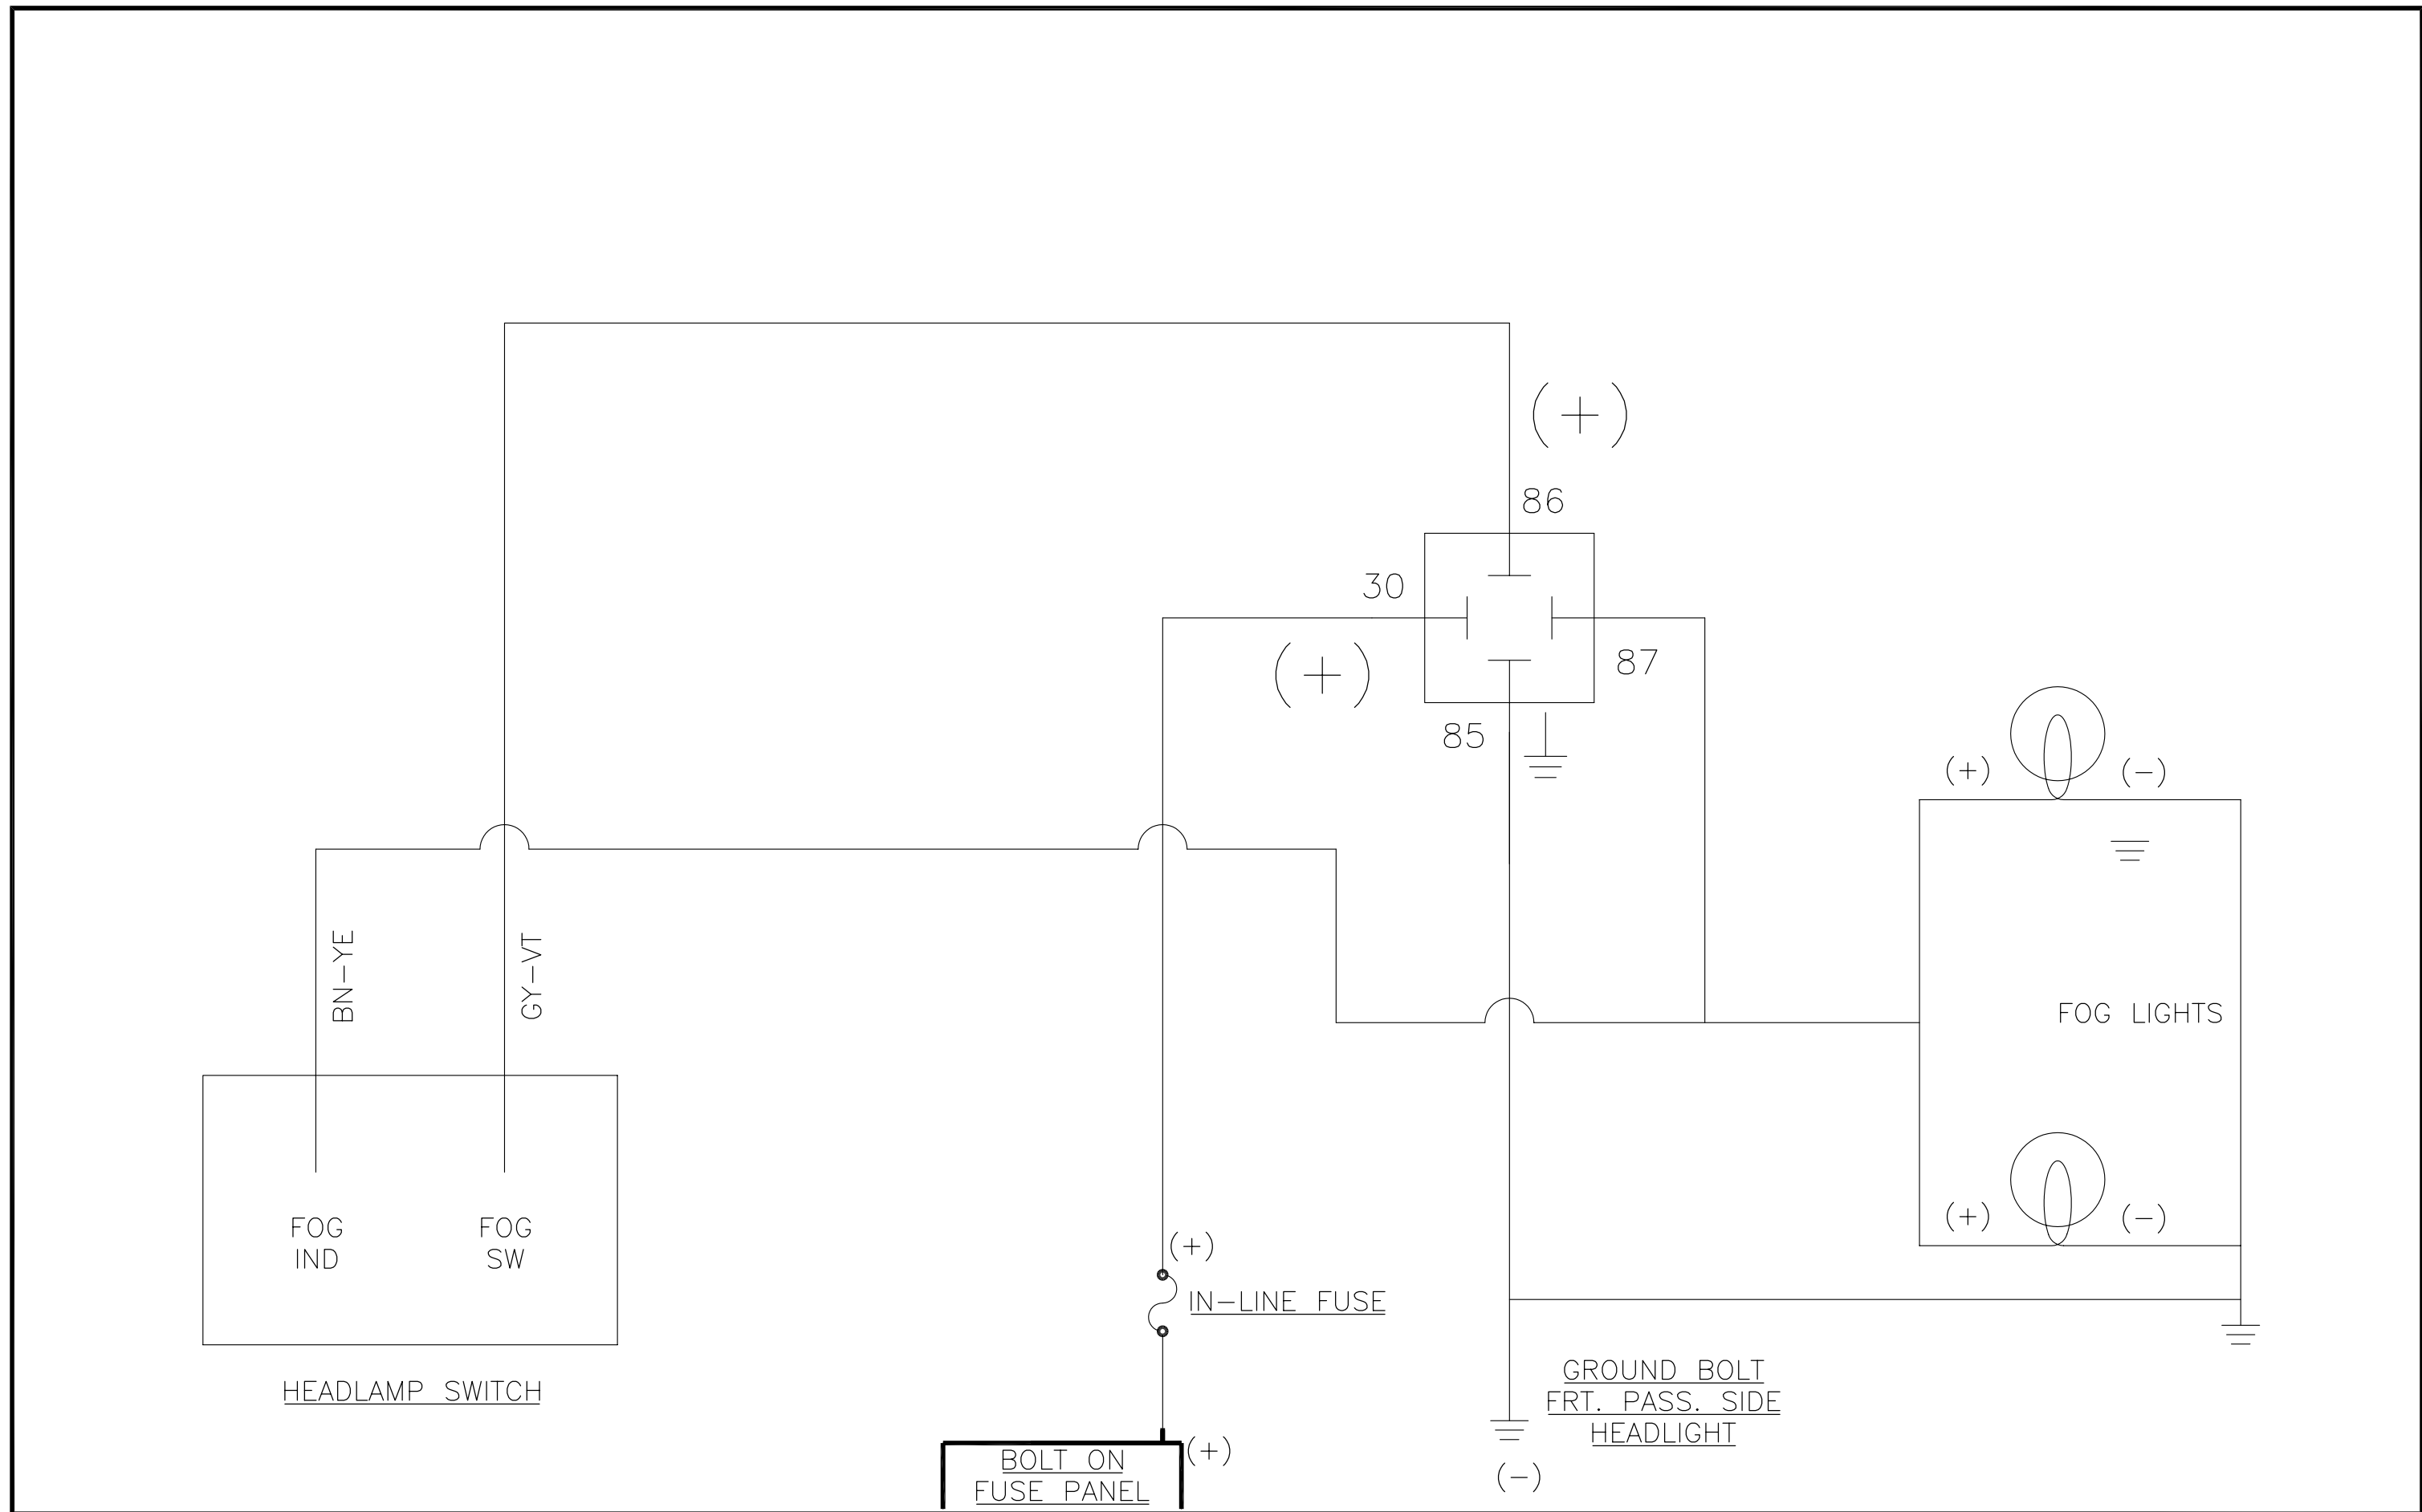 (+)
86
30
(+)
87
85
(+)
(-)
BN-YE
GY-VT
FOG LIGHTS
FOG
IND
FOG
SW
HEADLAMP SWITCH
(+)
IN-LINE FUSE
(+)
BOLT ON
FUSE PANEL
GROUND BOLT
FRT. PASS. SIDE
HEADLIGHT
(-)
(+)
(-)